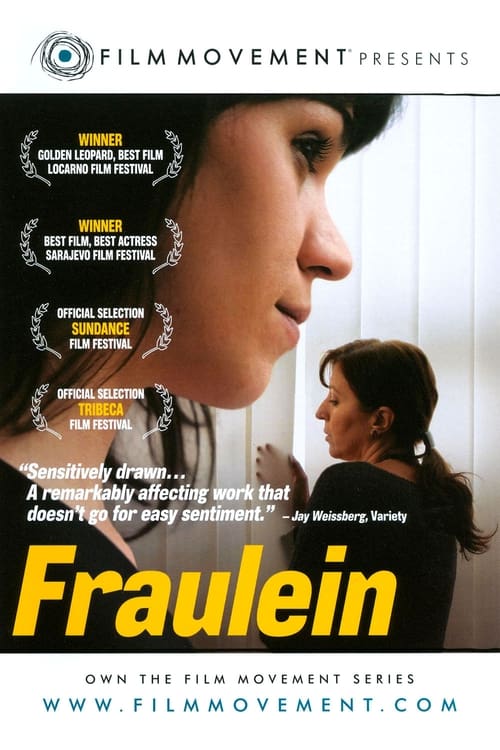 FILM MOVEMENT® PRESENTS
WINNER
GOLDEN LEOPARD, BEST FILM
LOCARNO FILM FESTIVAL
WINNER
BEST FILM, BEST ACTRESS
SARAJEVO FILM FESTIVAL
OFFICIAL SELECTION
SUNDANCE
FILM FESTIVAL
OFFICIAL SELECTION
TRIBECA
FILM FESTIVAL
“Sensitively drawn...
A remarkably affecting work that
doesn’t go for easy sentiment.” – Jay Weissberg, Variety
Fraulein
OWN THE FILM MOVEMENT SERIES
WWW.FILMMOVEMENT.COM